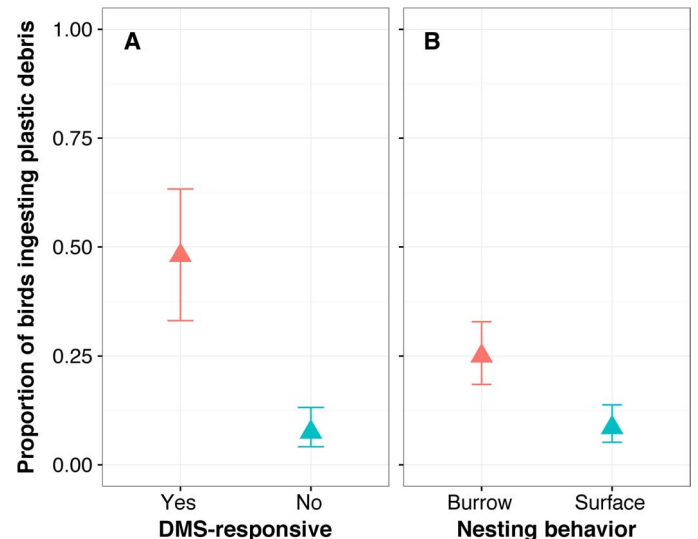 Proportion of birds ingesting plastic debris
1.00
0.75
0.50
0.25
0.00
A
B
Yes
No
Burrow
Surface
DMS-responsive
Nesting behavior